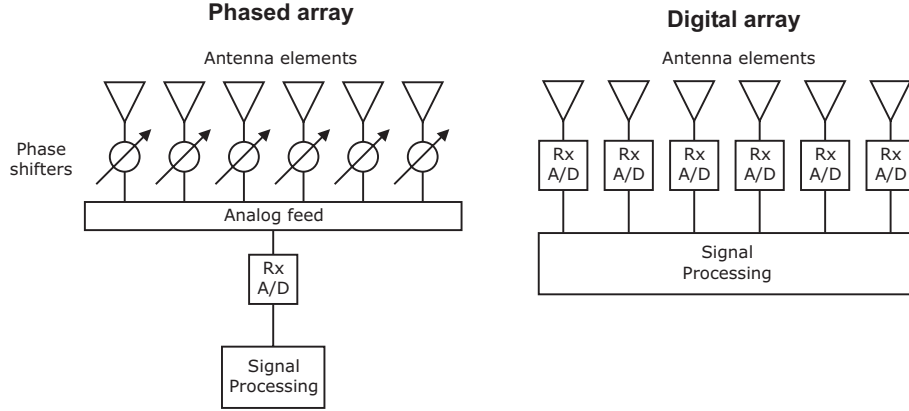 Phased array
Antenna elements
Phase
shifters
Analog feed
Rx
A/D
Signal
Processing
Digital array
Antenna elements
Rx
A/D
Rx
A/D
Rx
A/D
Rx
A/D
Rx
A/D
Rx
A/D
Signal
Processing